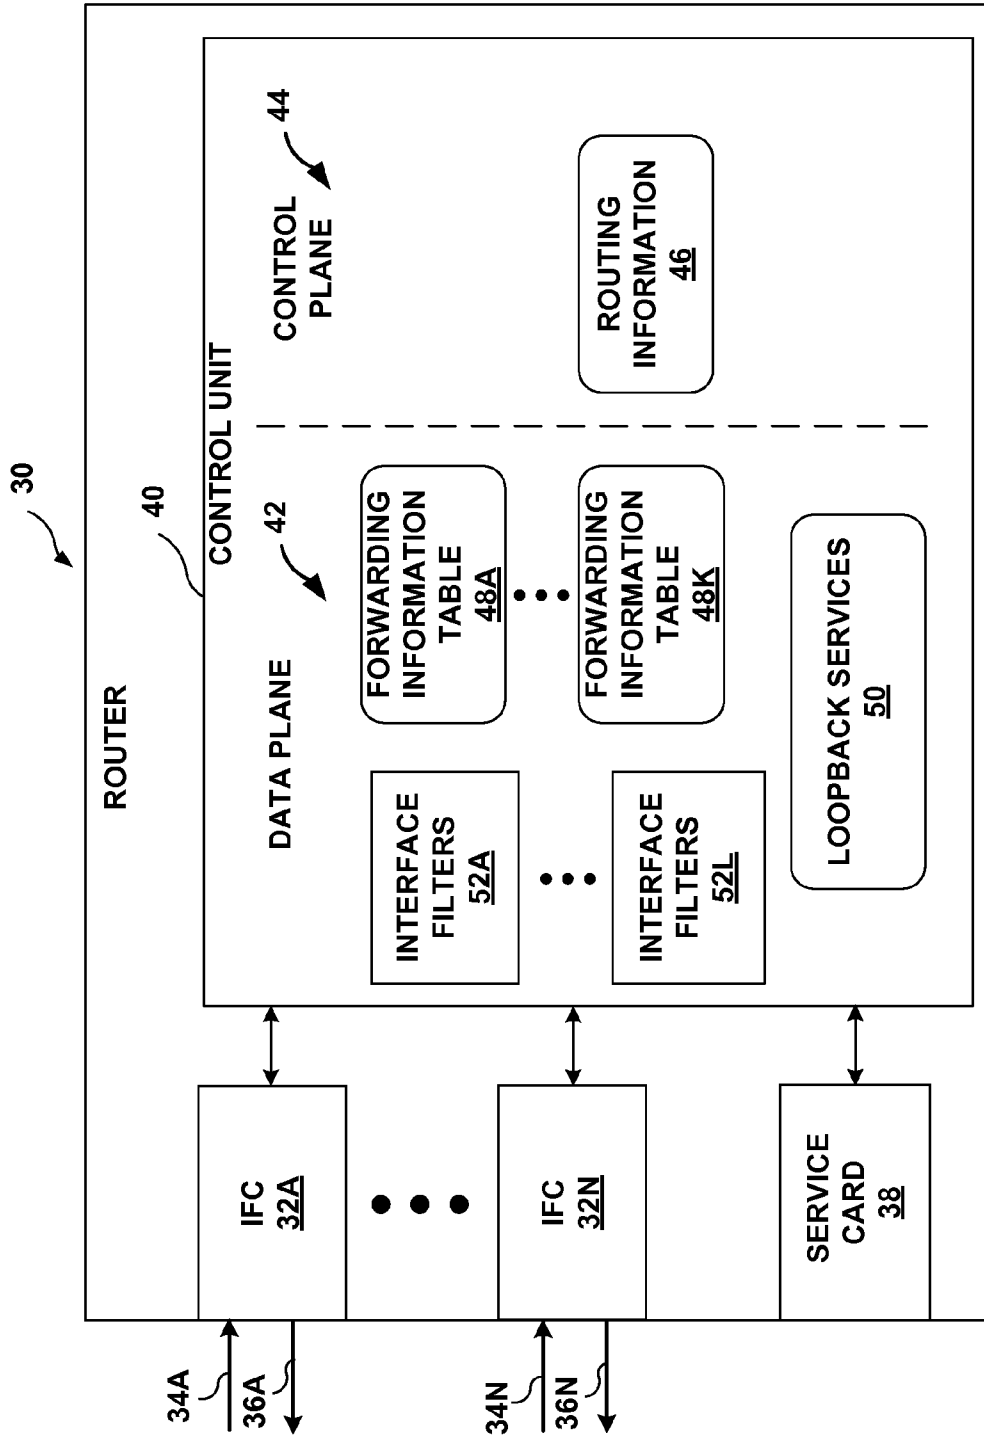 30
ROUTER
40
CONTROL UNIT
DATA PLANE
42
CONTROL
PLANE
44
34A
36A
IFC
32A
INTERFACE
FILTERS
52A
FORWARDING
INFORMATION
TABLE
48A
34N
36N
IFC
32N
INTERFACE
FILTERS
52L
FORWARDING
INFORMATION
TABLE
48K
ROUTING
INFORMATION
46
SERVICE
CARD
38
LOOPBACK SERVICES
50